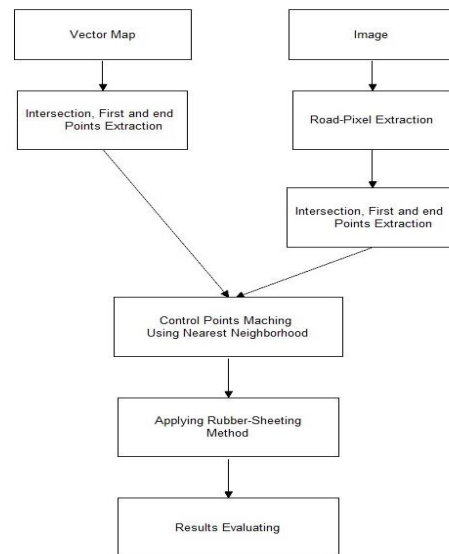 Vector Map
Image
Intersection, First and end
Points Extraction
Road-Pixel Extraction
Intersection, First and end
Points Extraction
Control Points Maching
Using Nearest Neighborhood
Applying Rubber-Sheeting
Method
Results Evaluating